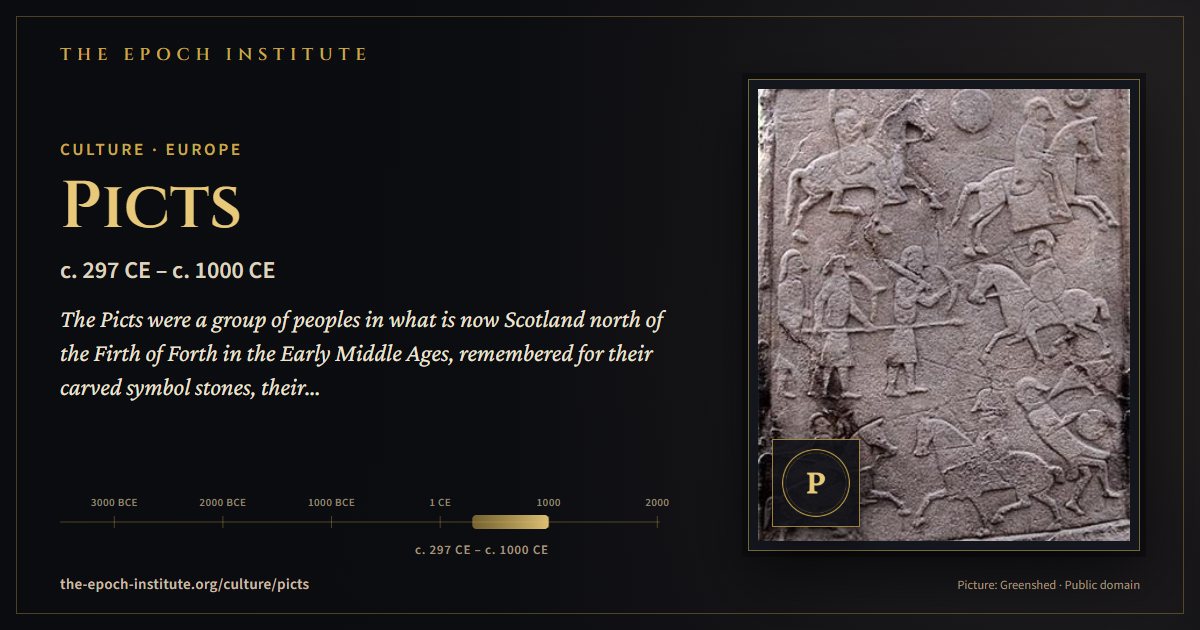 THE EPOCH INSTITUTE
CULTURE · EUROPE
PICTS
c. 297 CE – c. 1000 CE
The Picts were a group of peoples in what is now Scotland north of
the Firth of Forth in the Early Middle Ages, remembered for their
carved symbol stones, their...
3000 BCE 2000 BCE 1000 BCE 1 CE 1000 2000
c. 297 CE – c. 1000 CE
the-epoch-institute.org/culture/picts
P
Picture: Greenshed · Public domain